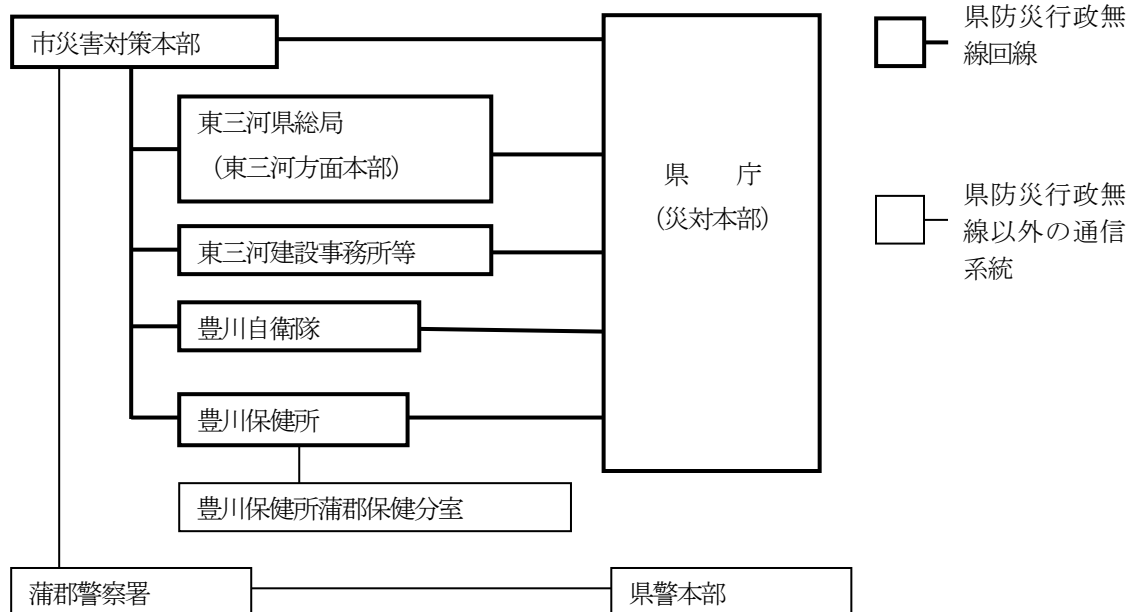 市災害対策本部
東三河県総局
(東三河方面本部)
東三河建設事務所等
豊川自衛隊
豊川保健所
豊川保健所蒲郡保健分室
蒲郡警察署
県警本部
県　　庁
(災対本部)
県防災行政無
線回線
県防災行政無
線以外の通信
系統